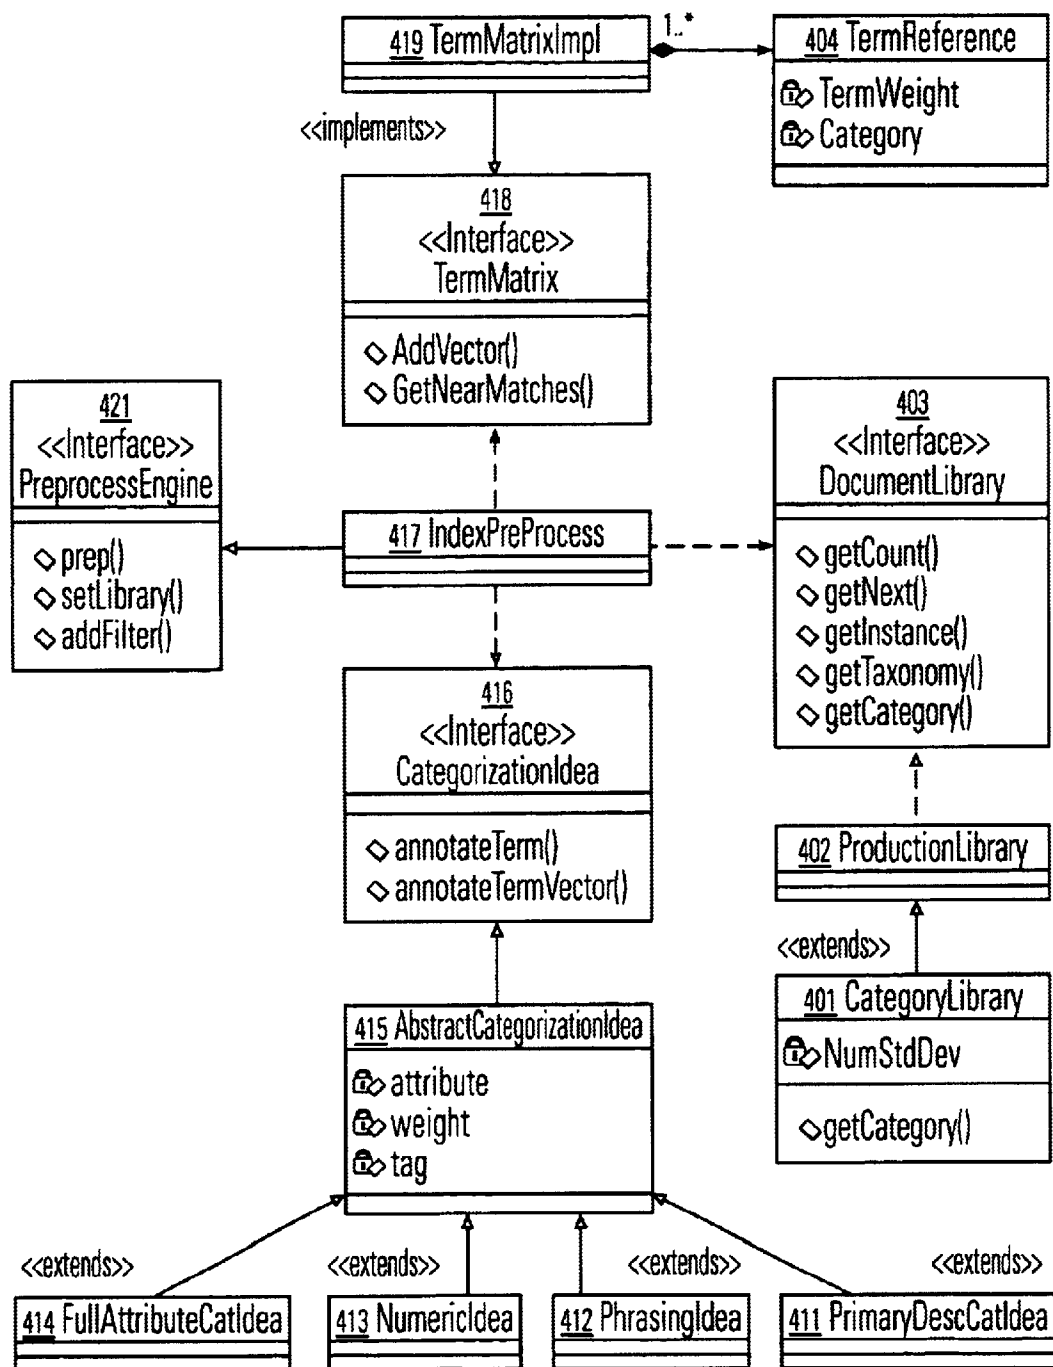 419 TermMatrixImpl
1..*
404 TermReference
TermWeight
Category
<<implements>>
418
<<Interface>>
TermMatrix
AddVector()
GetNearMatches()
421
<<Interface>>
PreprocessEngine
prep()
setLibrary()
addFilter()
417 IndexPreProcess
403
<<Interface>>
DocumentLibrary
getCount()
getNext()
getInstance()
getTaxonomy()
getCategory()
416
<<Interface>>
CategorizationIdea
annotateTerm()
annotateTermVector()
402 ProductionLibrary
<<extends>>
401 CategoryLibrary
NumStdDev
getCategory()
415 AbstractCategorizationIdea
attribute
weight
tag
<<extends>>
<<extends>>
<<extends>>
<<extends>>
414 FullAttributeCatIdea
413 NumericIdea
412 PhrasingIdea
411 PrimaryDescCatIdea